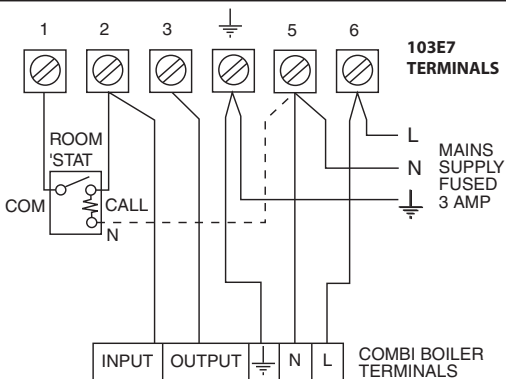 1 2 3 5 6
103E7
TERMINALS
ROOM
'STAT
COM
CALL
N
L
N
MAINS
SUPPLY
FUSED
3 AMP
INPUT OUTPUT N L
COMBI BOILER
TERMINALS